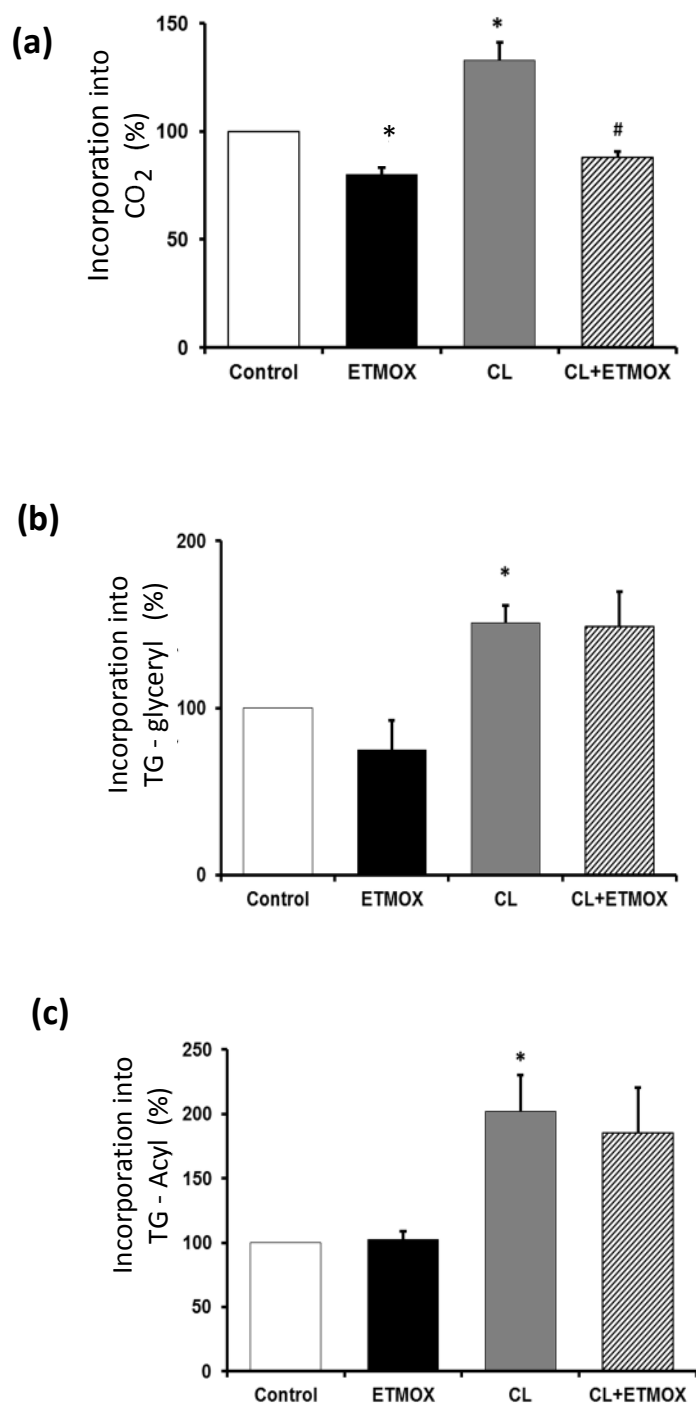 (a)
Incorporation into
CO2 (%)
150
100
50
0
*
*
#
Control ETMOX CL CL+ETMOX
(b)
Incorporation into
TG - glyceryl (%)
200
100
0
*
Control ETMOX CL CL+ETMOX
(c)
Incorporation into
TG - Acyl (%)
250
200
150
100
50
0
*
Control ETMOX CL CL+ETMOX